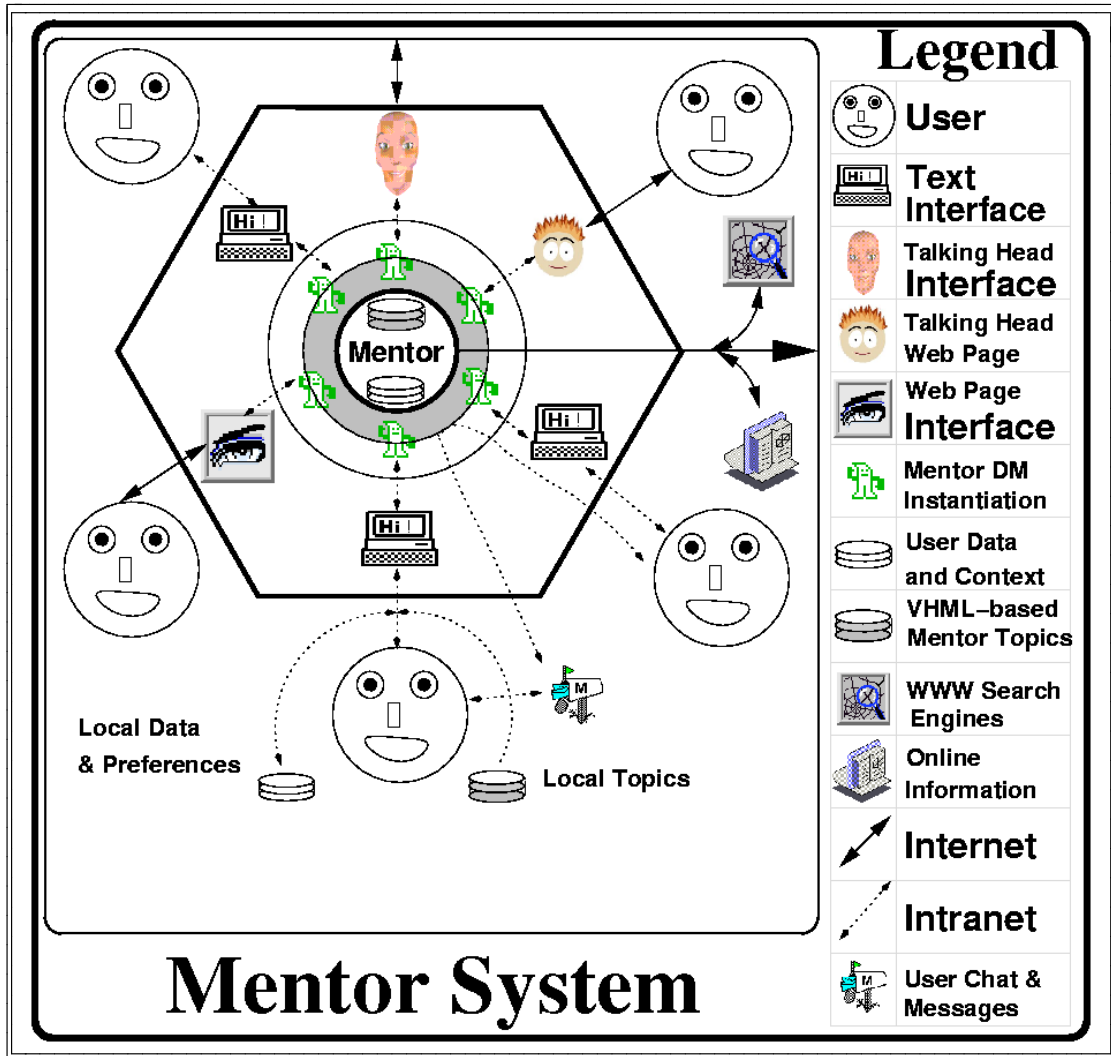 Legend
User
Text
Interface
Talking Head
Interface
Talking Head
Web Page
Web Page
Interface
Mentor DM
Instantiation
User Data
and Context
VHML-based
Mentor Topics
WWW Search
Engines
Online
Information
Internet
Intranet
User Chat &
Messages
M
Hi !
Hi !
Mentor
Hi !
Hi !
M
Local Data
& Preferences
Local Topics
Mentor System